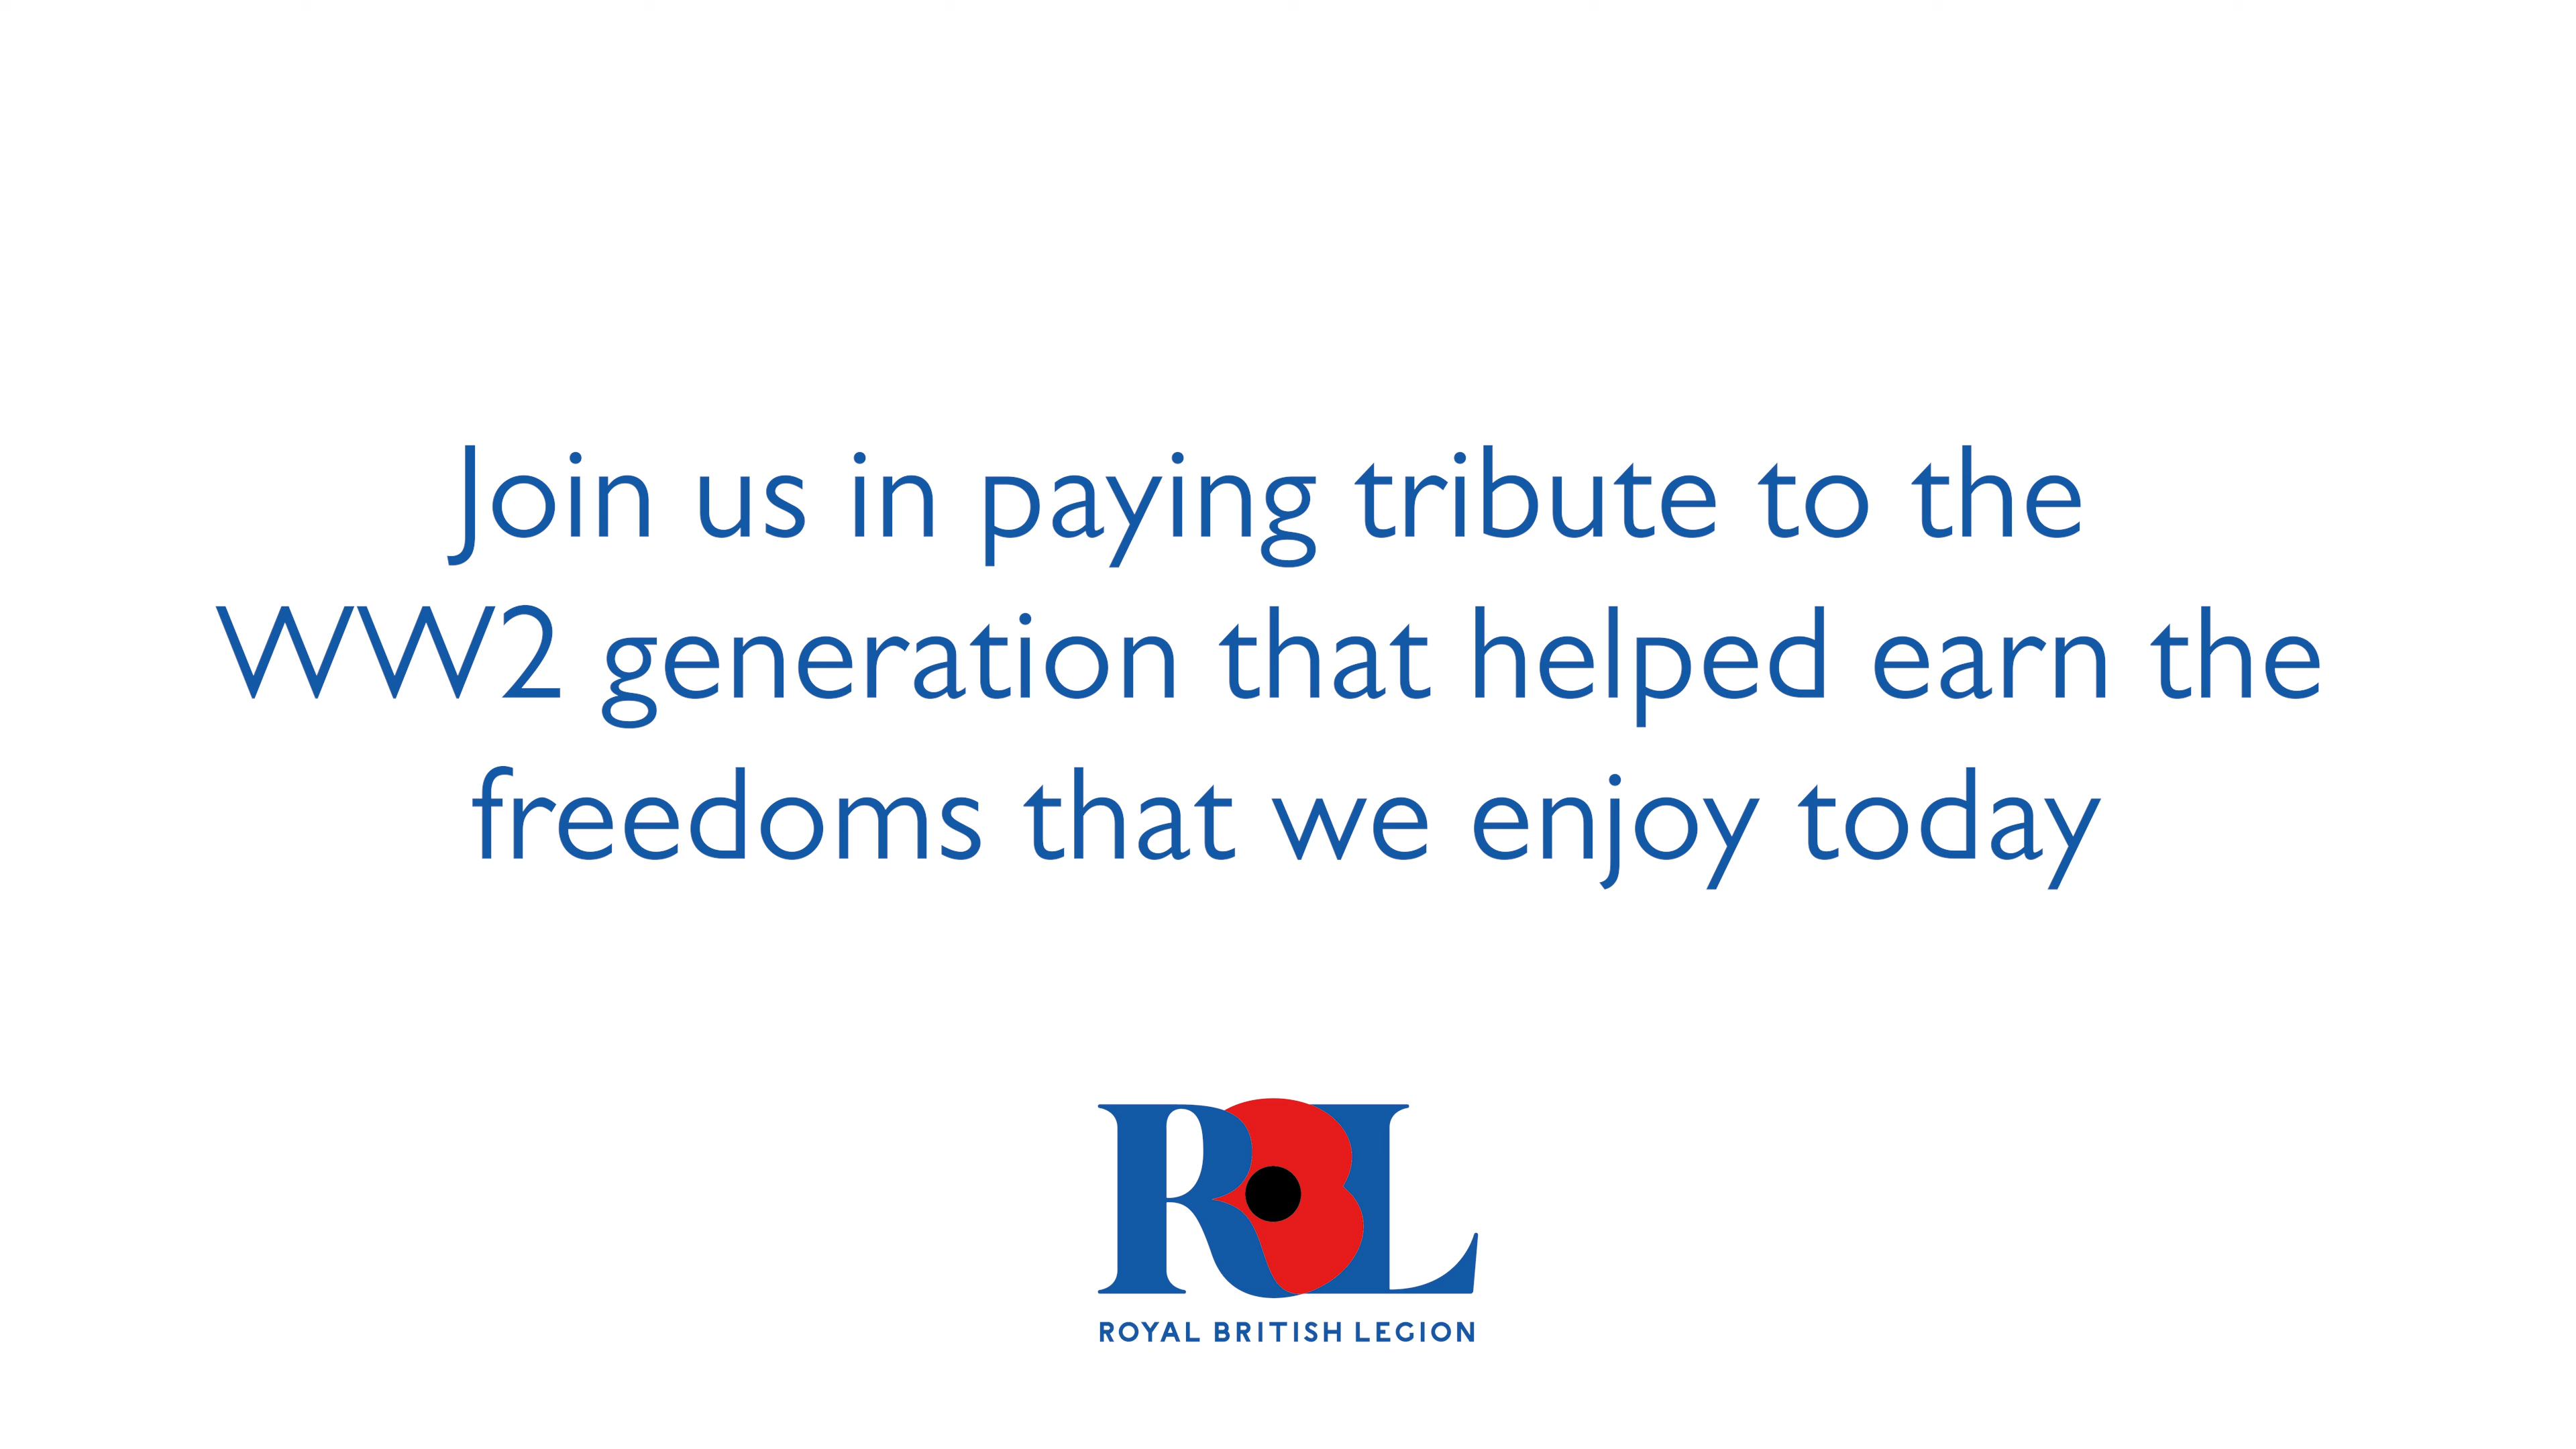 Join us in paying tribute to the
WW2 generation that helped earn the
freedoms that we enjoy today
RBL
ROYAL BRITISH LEGION